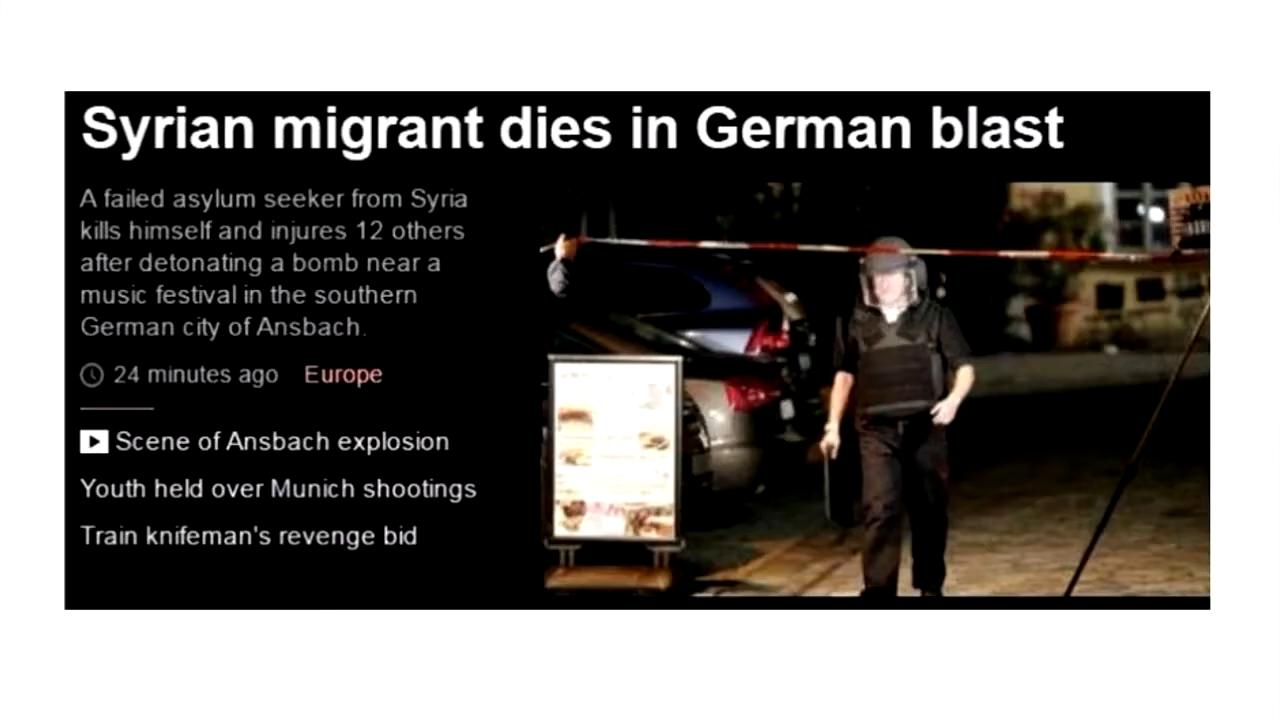 Syrian migrant dies in German blast
A failed asylum seeker from Syria
kills himself and injures 12 others
after detonating a bomb near a
music festival in the southern
German city of Ansbach.
24 minutes ago Europe
Scene of Ansbach explosion
Youth held over Munich shootings
Train knifeman's revenge bid